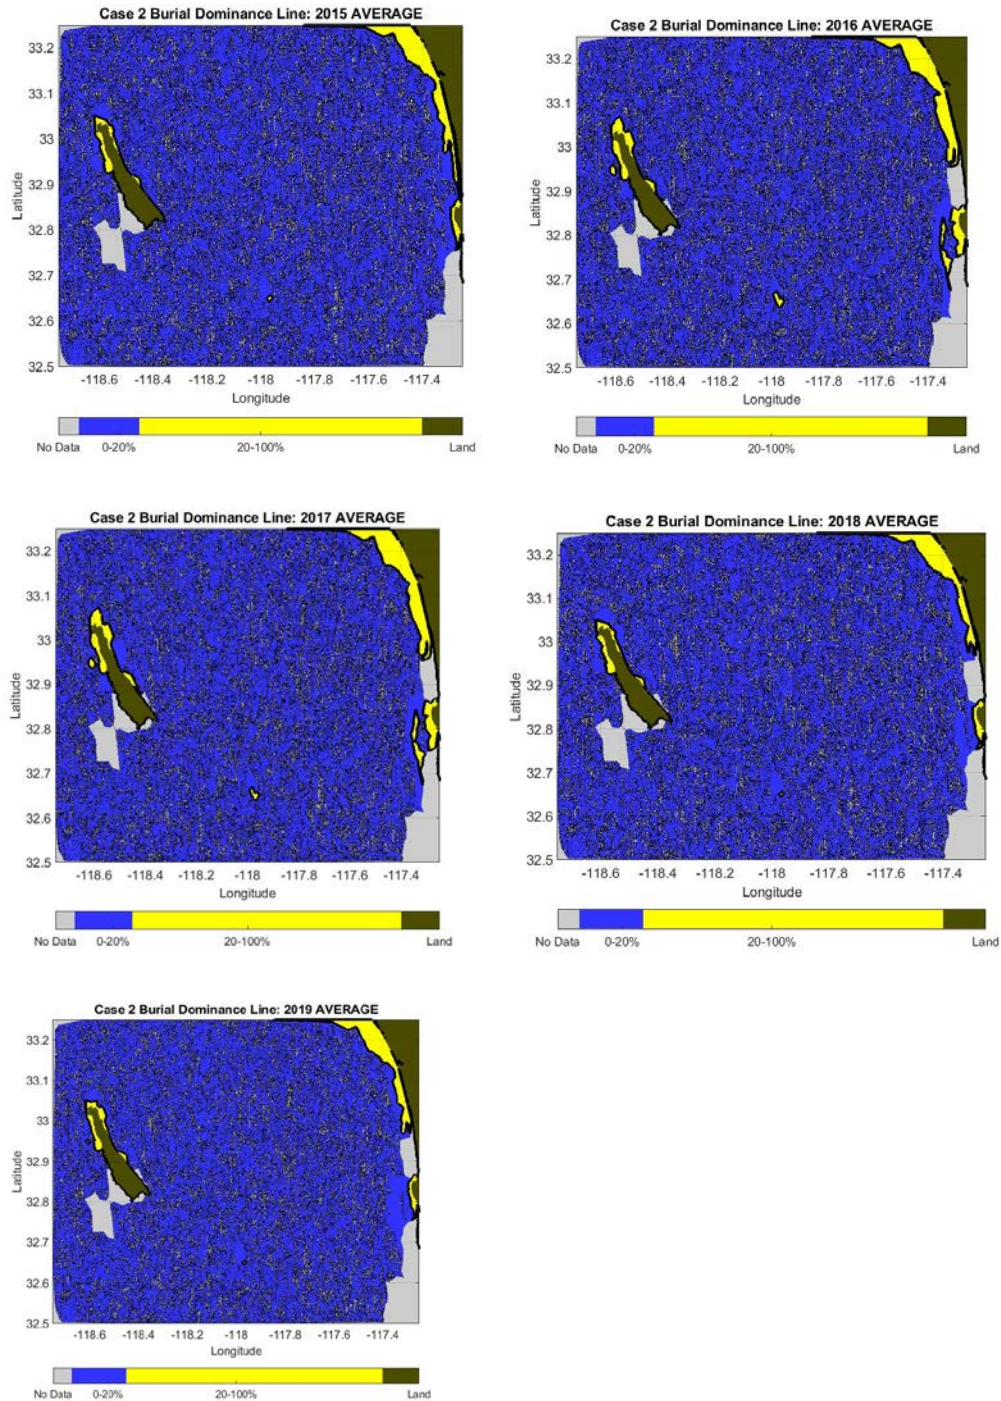 Case 2 Burial Dominance Line: 2015 AVERAGE
33.2
33.1
33
32.9
32.8
32.7
32.6
32.5
Latitude
-118.6 -118.4 -118.2 -118 -117.8 -117.6 -117.4
Longitude
No Data 0-20% 20-100% Land
Case 2 Burial Dominance Line: 2016 AVERAGE
33.2
33.1
33
32.9
32.8
32.7
32.6
32.5
Latitude
-118.6 -118.4 -118.2 -118 -117.8 -117.6 -117.4
Longitude
No Data 0-20% 20-100% Land
Case 2 Burial Dominance Line: 2017 AVERAGE
33.2
33.1
33
32.9
32.8
32.7
32.6
32.5
Latitude
-118.6 -118.4 -118.2 -118 -117.8 -117.6 -117.4
Longitude
No Data 0-20% 20-100% Land
Case 2 Burial Dominance Line: 2018 AVERAGE
33.2
33.1
33
32.9
32.8
32.7
32.6
32.5
Latitude
-118.6 -118.4 -118.2 -118 -117.8 -117.6 -117.4
Longitude
No Data 0-20% 20-100% Land
Case 2 Burial Dominance Line: 2019 AVERAGE
33.2
33.1
33
32.9
32.8
32.7
32.6
32.5
Latitude
-118.6 -118.4 -118.2 -118 -117.8 -117.6 -117.4
Longitude
No Data 0-20% 20-100% Land